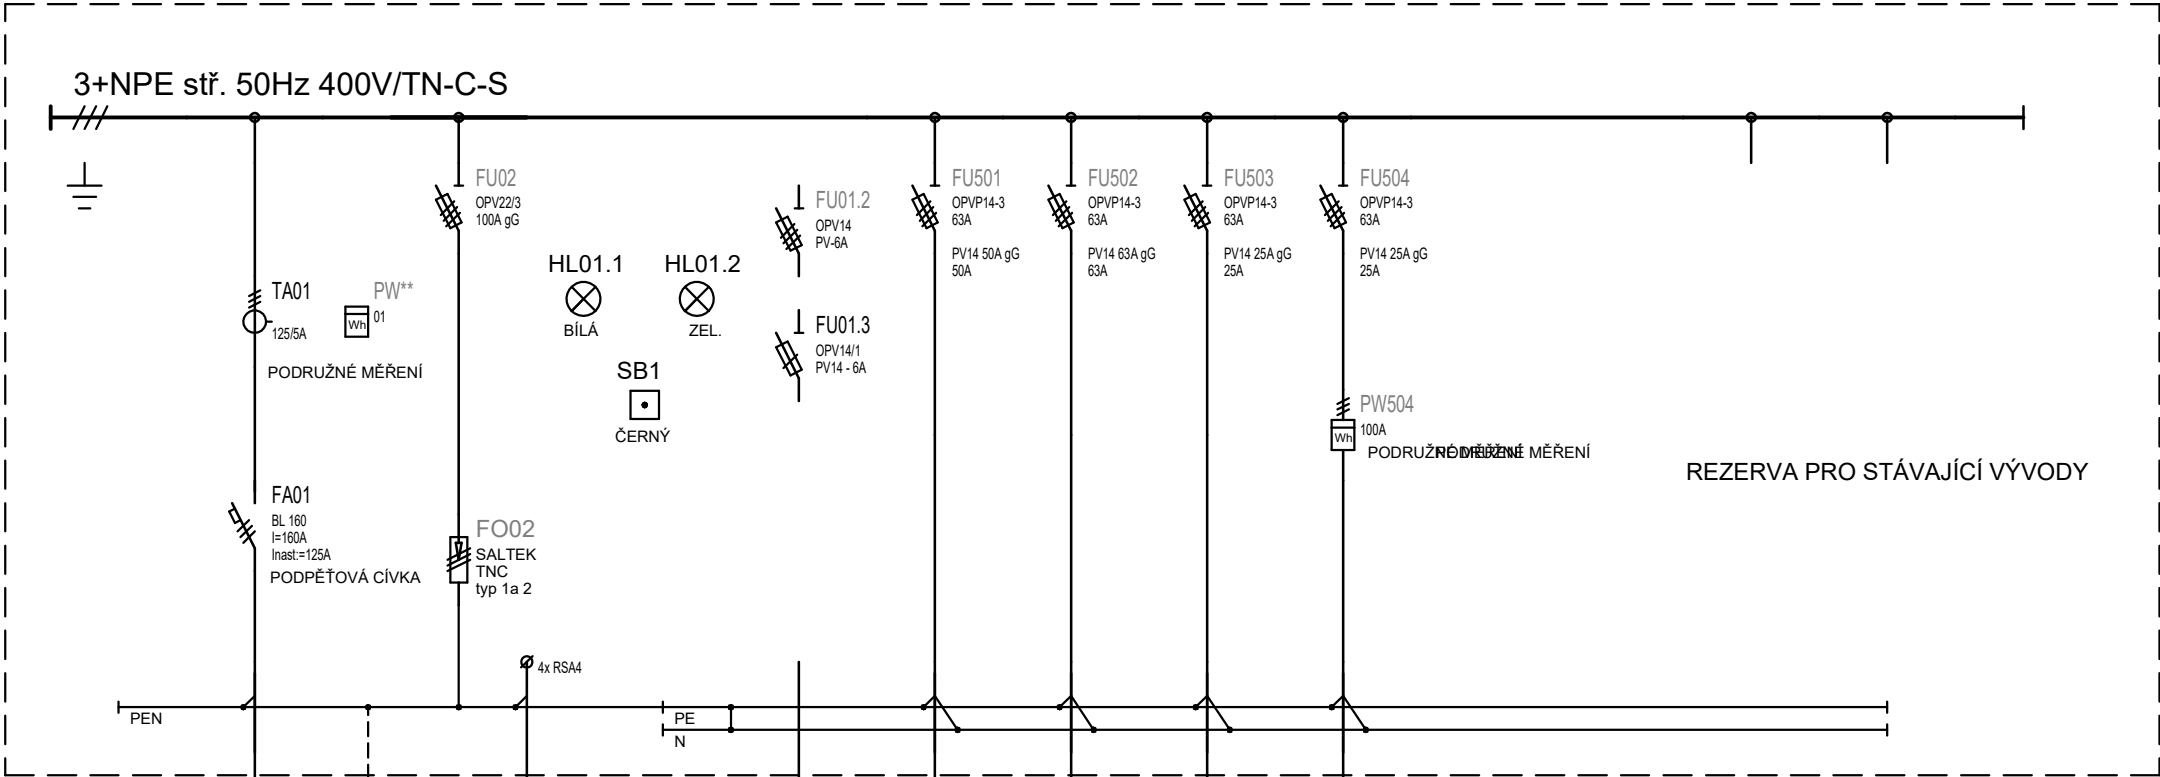 3+NPE stř. 50Hz 400V/TN-C-S
TA01
125/5A
PW**
01
Wh
PODRUŽNÉ MĚŘENÍ
FA01
BL 160
I=160A
Inast:=125A
PODPĚŤOVÁ CÍVKA
FU02
OPV22/3
100A gG
FO02
SALTEK
TNC
typ 1a 2
4x RSA4
HL01.1
BÍLÁ
HL01.2
ZEL.
SB1
ČERNÝ
FU01.2
OPV14
PV-6A
FU01.3
OPV14/1
PV14 - 6A
FU501
OPVP14-3
63A
PV14 50A gG
50A
FU502
OPVP14-3
63A
PV14 63A gG
63A
FU503
OPVP14-3
63A
PV14 25A gG
25A
FU504
OPVP14-3
63A
PV14 25A gG
25A
PW504
100A
Wh
PODRUŽNÉ MĚŘENÍ
PODRUŽNÉ MĚŘENÍ
REZERVA PRO STÁVAJÍCÍ VÝVODY
PEN
PE
N